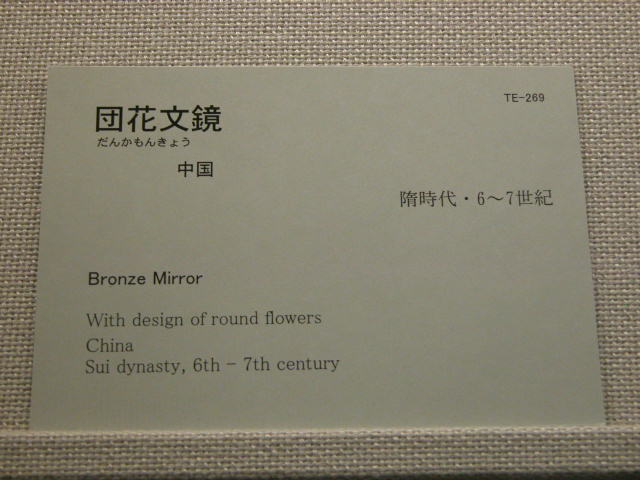 TE-269
団花文鏡
だんかもんきょう
中国
隋時代・6〜7世紀
Bronze Mirror
With design of round flowers
China
Sui dynasty, 6th - 7th century